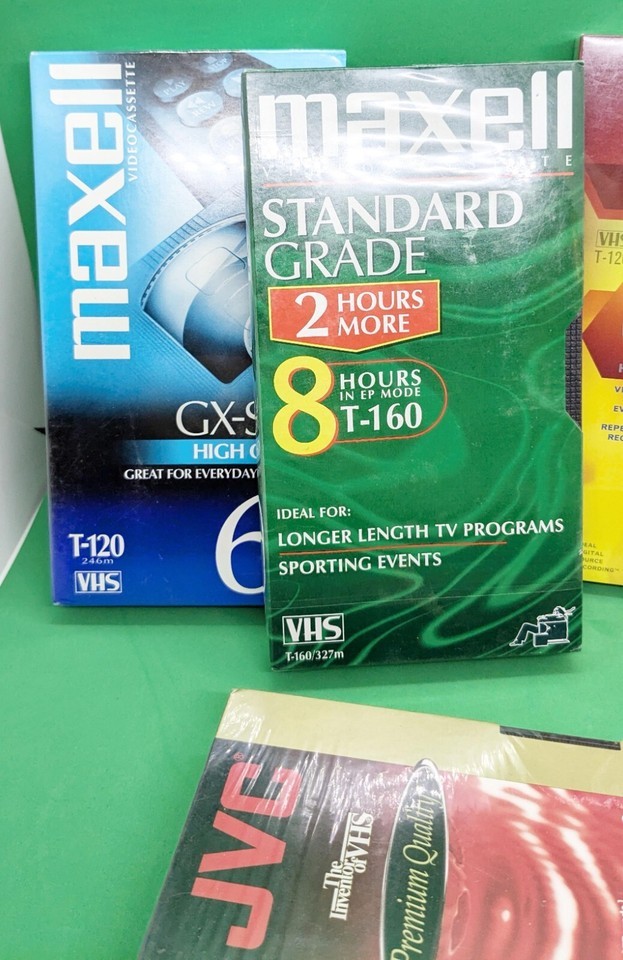 maxell
VIDEOCASSETTE
GX-S
HIGH
GREAT FOR EVERYDAY
T-120
246m
VHS
6
maxell
V
T E
STANDARD
GRADE
2 HOURS
MORE
8 HOURS
IN EP MODE
T-160
IDEAL FOR:
LONGER LENGTH TV PROGRAMS
SPORTING EVENTS
VHS
T-160/327m
VHS
T-12
JVC
The
Inventor
of VHS
Premium Quality